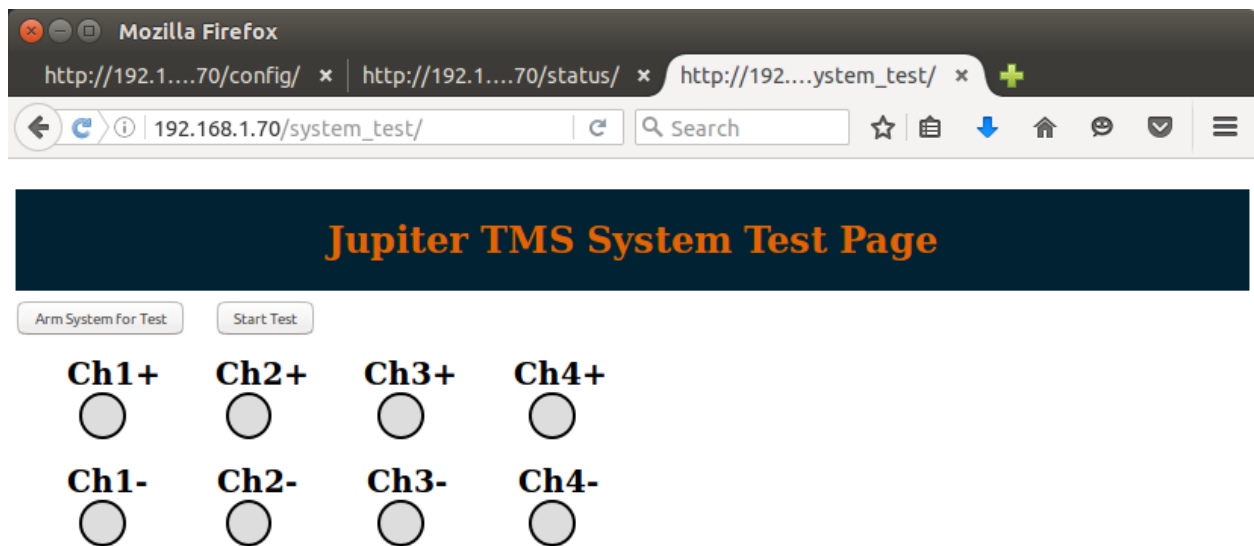 Mozilla Firefox
http://192.1....70/config/ http://192.1....70/status/ http://192....ystem_test/
192.168.1.70/system_test/ Search
Jupiter TMS System Test Page
Arm System for Test Start Test
Ch1+ Ch2+ Ch3+ Ch4+
Ch1- Ch2- Ch3- Ch4-